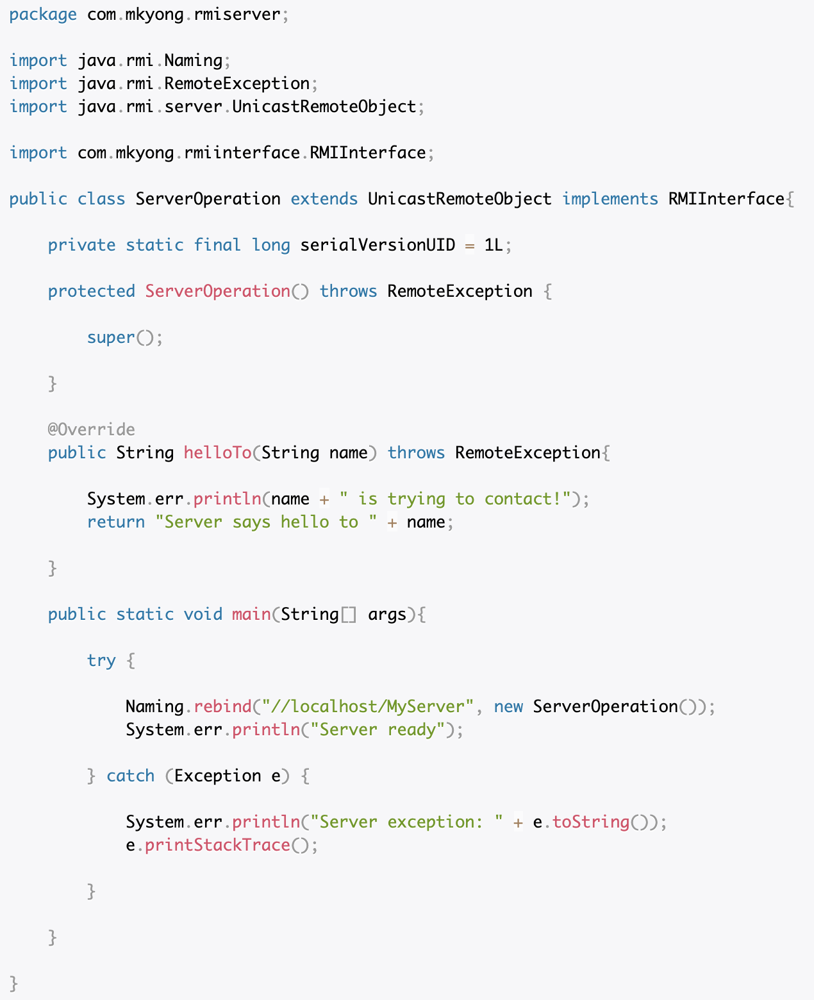 package com.mkyong.rmiserver;
import java.rmi.Naming;
import java.rmi.RemoteException;
import java.rmi.server.UnicastRemoteObject;
import com.mkyong.rmiinterface.RMIInterface;
public class ServerOperation extends UnicastRemoteObject implements RMIInterface{
    private static final long serialVersionUID = 1L;
    protected ServerOperation() throws RemoteException {
        super();
    }
    @Override
    public String helloTo(String name) throws RemoteException{
        System.err.println(name + " is trying to contact!");
        return "Server says hello to " + name;
    }
    public static void main(String[] args){
        try {
            Naming.rebind("//localhost/MyServer", new ServerOperation());
            System.err.println("Server ready");
        } catch (Exception e) {
            System.err.println("Server exception: " + e.toString());
            e.printStackTrace();
        }
    }
}